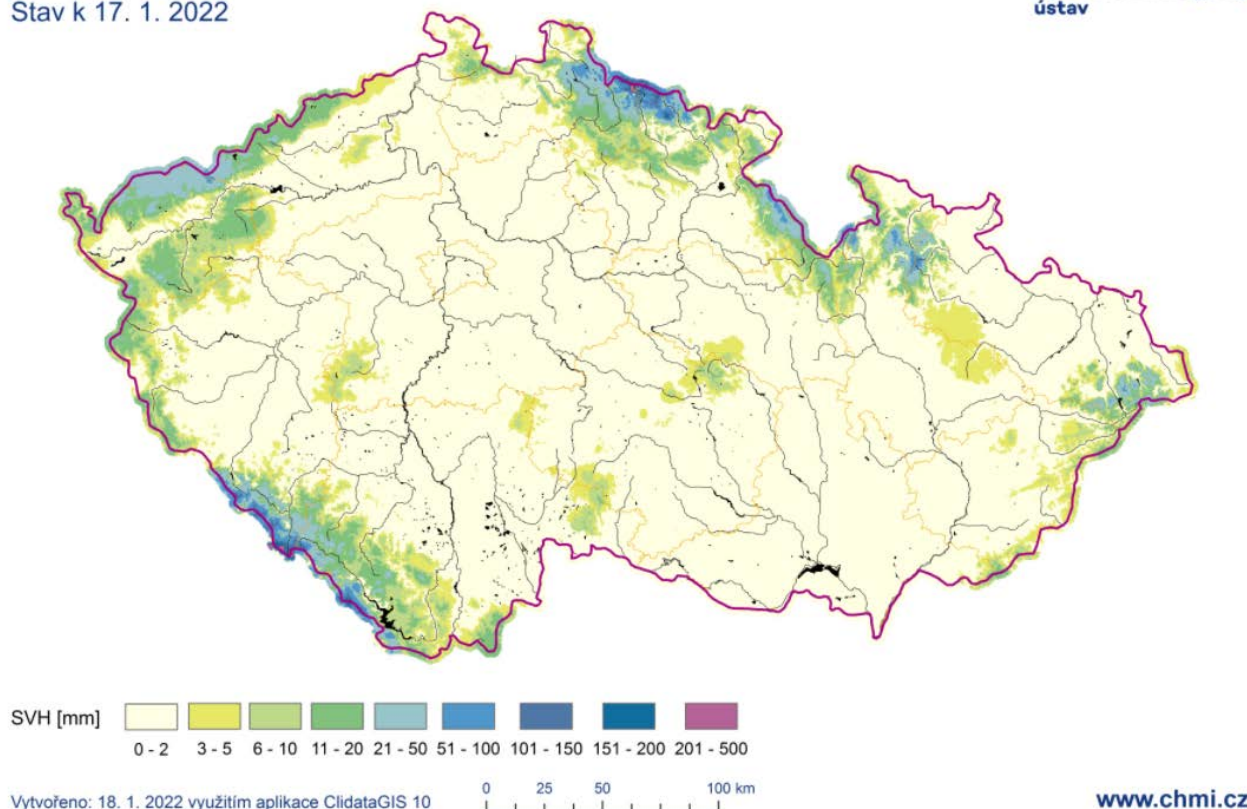 Stav k 17. 1. 2022
ústav
SVH [mm]
0 - 2 3 - 5 6 - 10 11 - 20 21 - 50 51 - 100 101 - 150 151 - 200 201 - 500
0 25 50 100 km
Vytvořeno: 18. 1. 2022 využitím aplikace ClidataGIS 10
www.chmi.cz